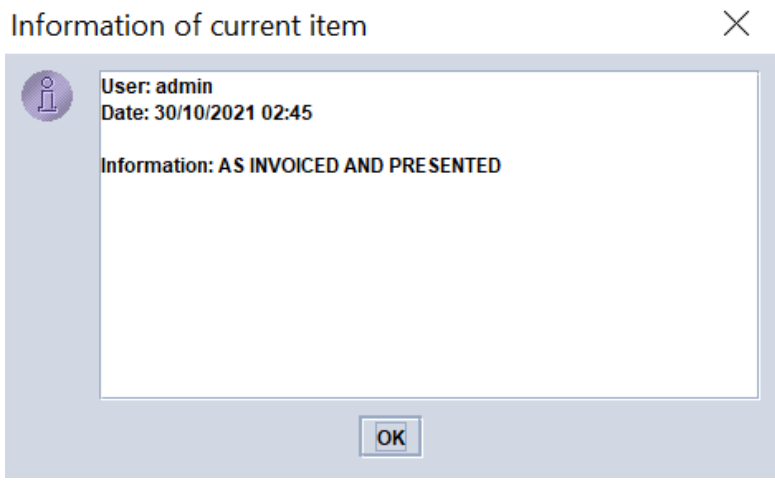 Information of current item
User: admin
Date: 30/10/2021 02:45
Information: AS INVOICED AND PRESENTED
OK